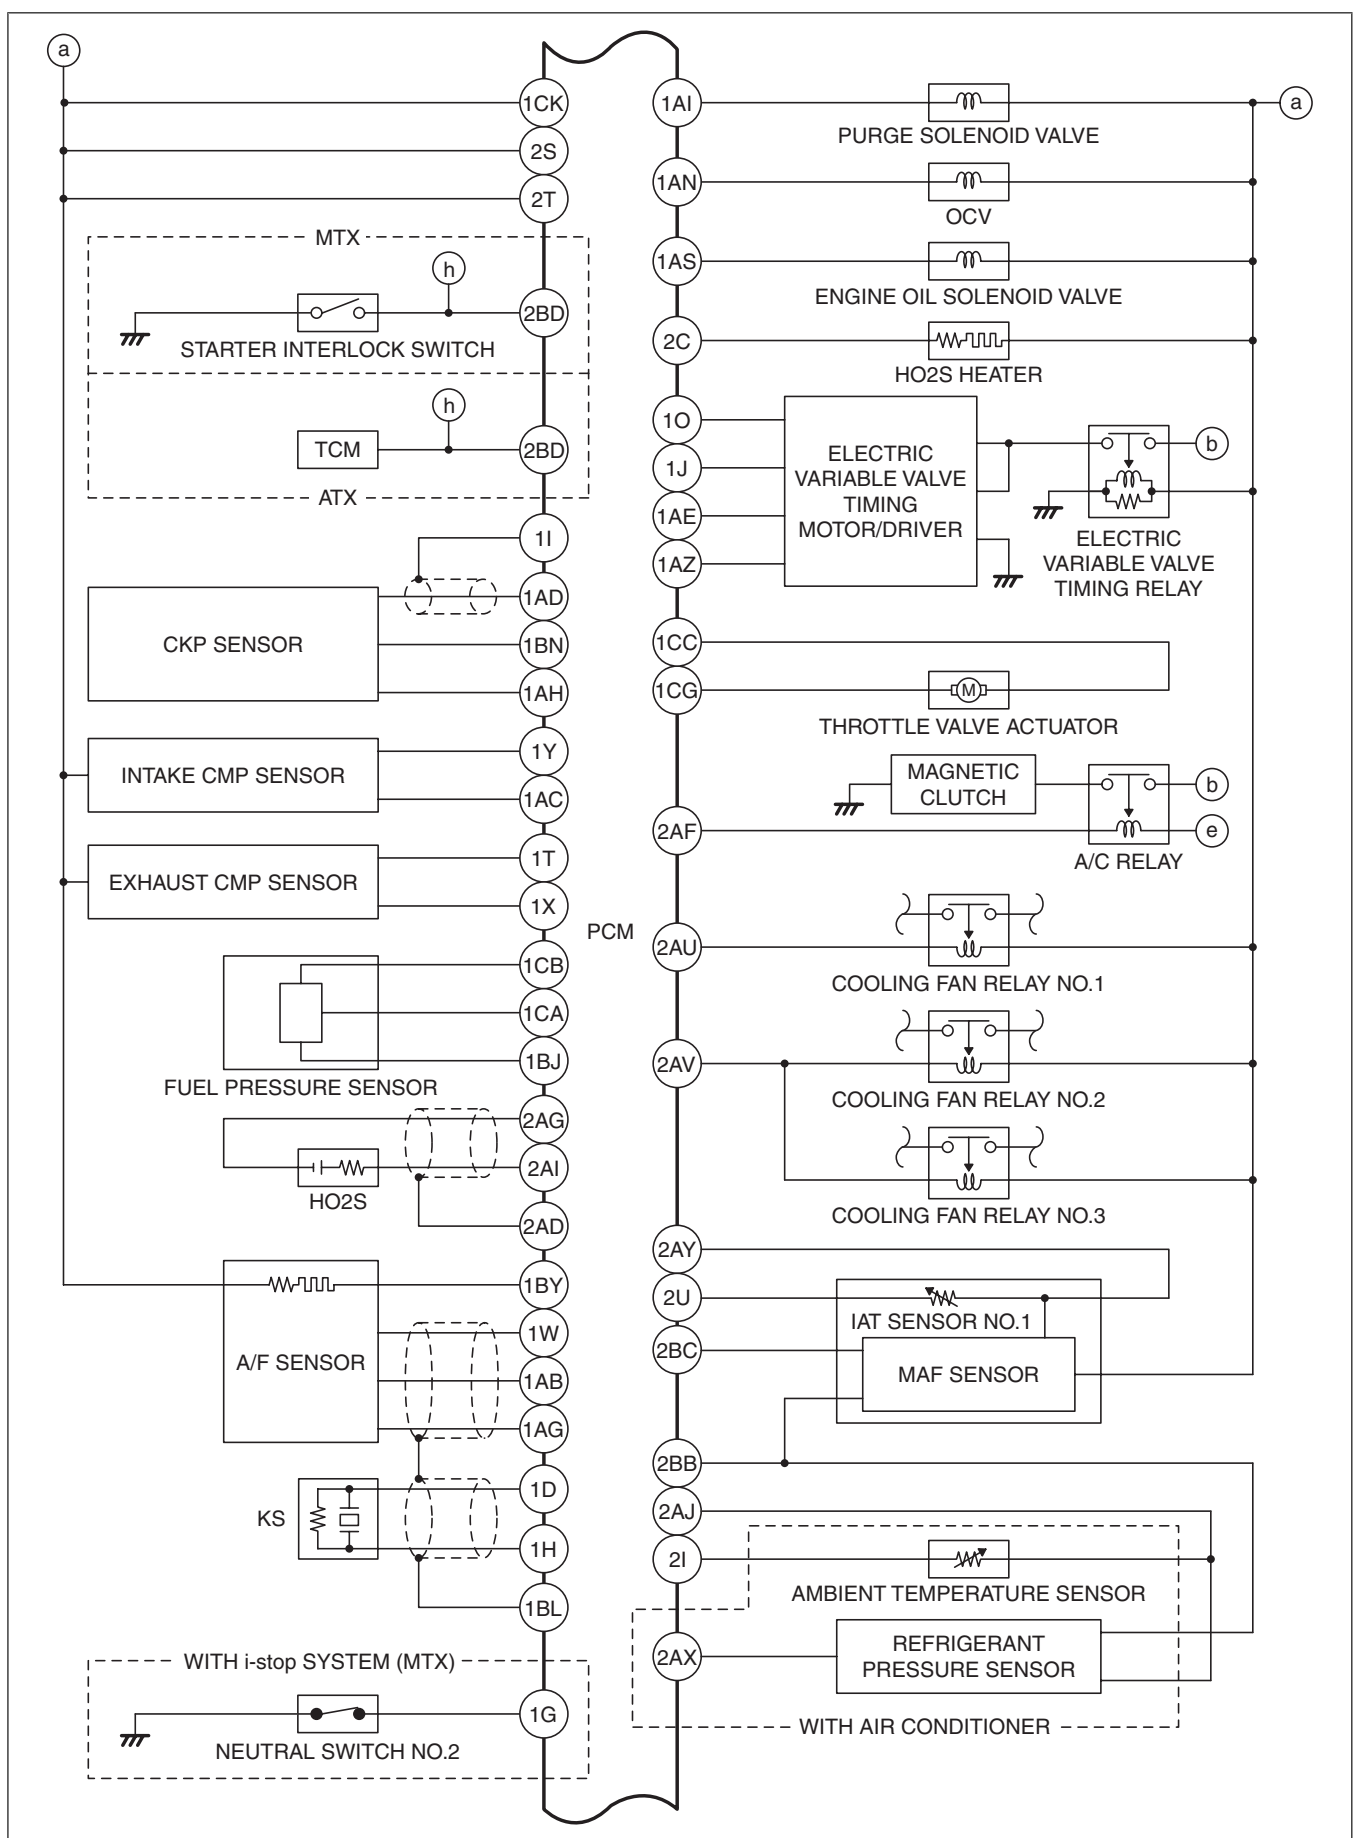 a
1CK
2S
2T
MTX
h
2BD
STARTER INTERLOCK SWITCH
h
TCM
2BD
ATX
1I
1AD
CKP SENSOR
1BN
1AH
1Y
INTAKE CMP SENSOR
1AC
1T
EXHAUST CMP SENSOR
1X
1CB
1CA
1BJ
FUEL PRESSURE SENSOR
2AG
2AI
HO2S
2AD
1BY
1W
A/F SENSOR
1AB
1AG
1D
KS
1H
1BL
WITH i-stop SYSTEM (MTX)
1G
NEUTRAL SWITCH NO.2
PCM
1AI
a
PURGE SOLENOID VALVE
1AN
OCV
1AS
ENGINE OIL SOLENOID VALVE
2C
HO2S HEATER
1O
1J
1AE
1AZ
ELECTRIC
VARIABLE VALVE
TIMING
MOTOR/DRIVER
b
ELECTRIC
VARIABLE VALVE
TIMING RELAY
1CC
1CG
M
THROTTLE VALVE ACTUATOR
MAGNETIC
CLUTCH
b
2AF
e
A/C RELAY
2AU
COOLING FAN RELAY NO.1
2AV
COOLING FAN RELAY NO.2
COOLING FAN RELAY NO.3
2AY
2U
IAT SENSOR NO.1
2BC
MAF SENSOR
2BB
2AJ
2I
AMBIENT TEMPERATURE SENSOR
2AX
REFRIGERANT
PRESSURE SENSOR
WITH AIR CONDITIONER